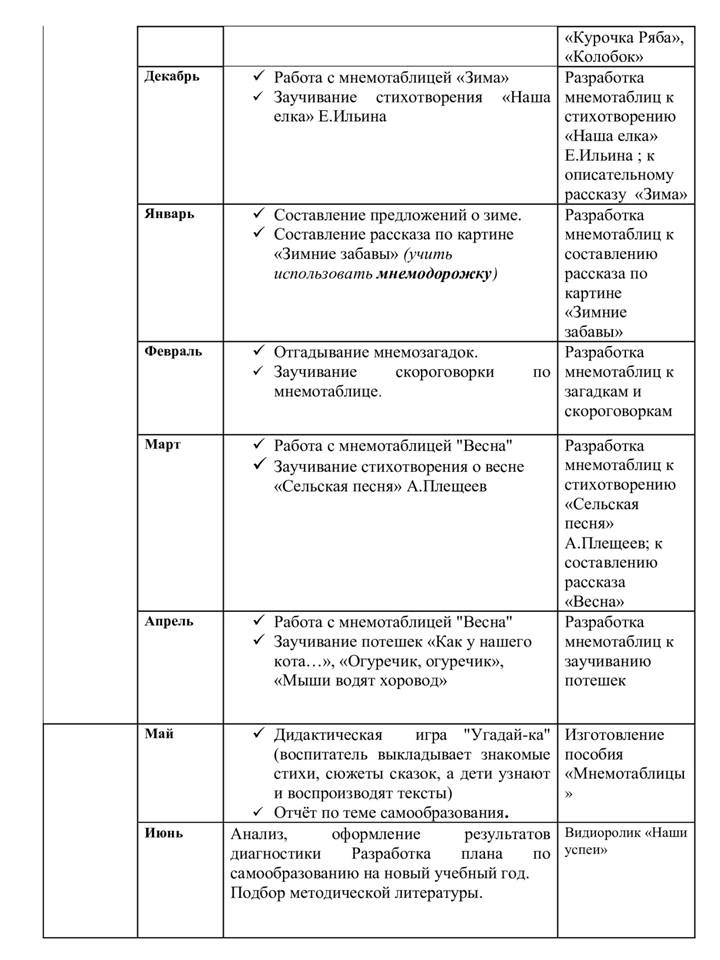 «Курочка Ряба»,
«Колобок»
Декабрь
✓ Работа с мнемотаблицей «Зима»
✓ Заучивание стихотворения «Наша
елка» Е.Ильина
Разработка
мнемотаблиц к
стихотворению
«Наша елка»
Е.Ильина ; к
описательному
рассказу «Зима»
Январь
✓ Составление предложений о зиме.
✓ Составление рассказа по картине
«Зимние забавы» (учить
использовать мнемодорожку)
Разработка
мнемотаблиц к
составлению
рассказа по
картине
«Зимние
забавы»
Февраль
✓ Отгадывание мнемозагадок.
✓ Заучивание скороговорки по
мнемотаблице.
Разработка
мнемотаблиц к
загадкам и
скороговоркам
Март
✓ Работа с мнемотаблицей "Весна"
✓ Заучивание стихотворения о весне
«Сельская песня» А.Плещеев
Разработка
мнемотаблиц к
стихотворению
«Сельская
песня»
А.Плещеев; к
составлению
рассказа
«Весна»
Апрель
✓ Работа с мнемотаблицей "Весна"
✓ Заучивание потешек «Как у нашего
кота…», «Огуречик, огуречик»,
«Мыши водят хоровод»
Разработка
мнемотаблиц к
заучиванию
потешек
Май
✓ Дидактическая игра "Угадай-ка"
(воспитатель выкладывает знакомые
стихи, сюжеты сказок, а дети узнают
и воспроизводят тексты)
✓ Отчёт по теме самообразования.
Изготовление
пособия
«Мнемотаблицы
»
Июнь
Анализ, оформление результатов
диагностики Разработка плана по
самообразованию на новый учебный год.
Подбор методической литературы.
Видиоролик «Наши
успеи»